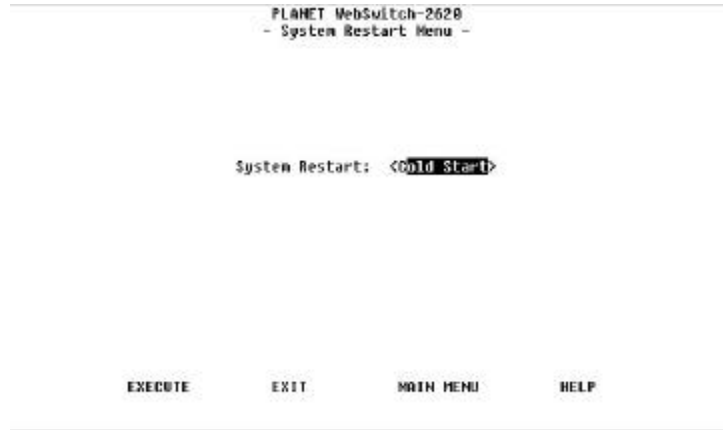 PLANET WebSwitch-2620
- System Restart Menu -
System Restart: <Cold Start>
EXECUTE EXIT MAIN MENU HELP